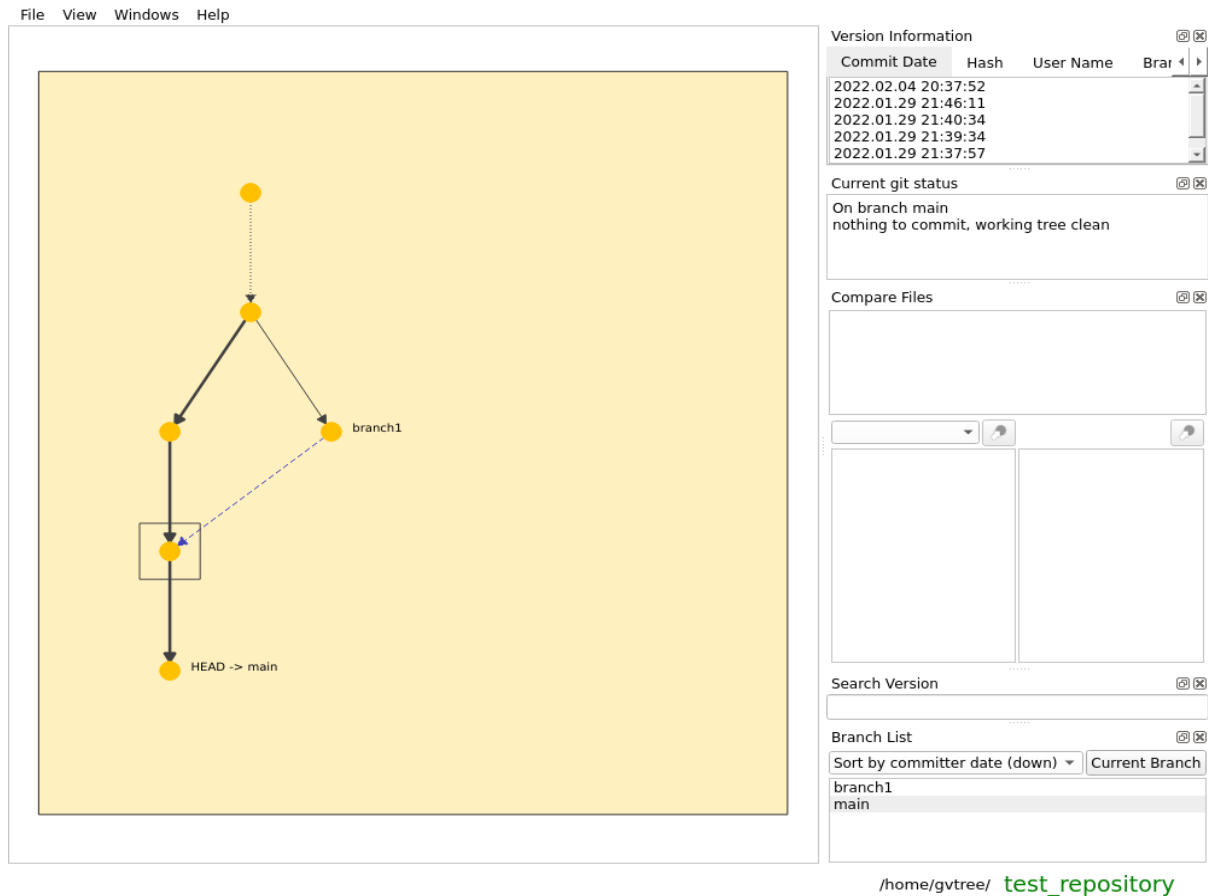 File View Windows Help
branch1
HEAD -> main
Version Information
Commit Date Hash User Name Bran
2022.02.04 20:37:52
2022.01.29 21:46:11
2022.01.29 21:40:34
2022.01.29 21:39:34
2022.01.29 21:37:57
Current git status
On branch main
nothing to commit, working tree clean
Compare Files
Search Version
Branch List
Sort by committer date (down) Current Branch
branch1
main
/home/gvtree/ test_repository